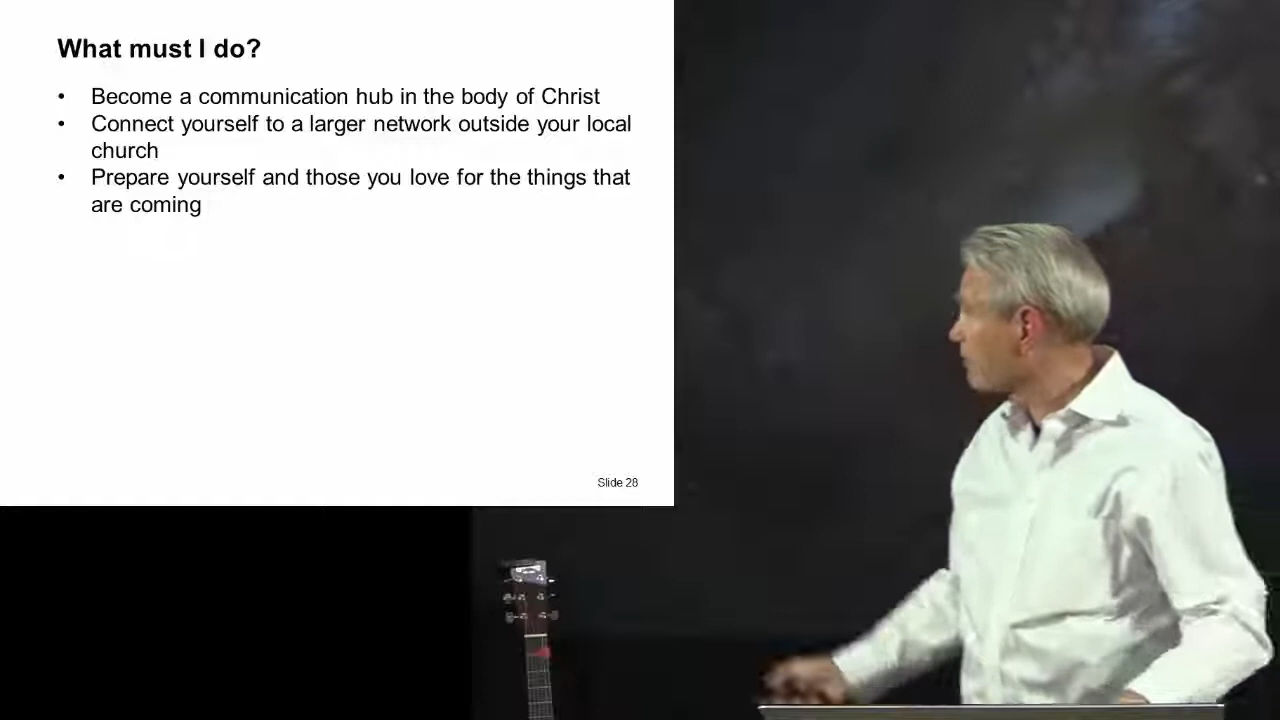 What must I do?
• Become a communication hub in the body of Christ
• Connect yourself to a larger network outside your local
church
• Prepare yourself and those you love for the things that
are coming
Slide 28